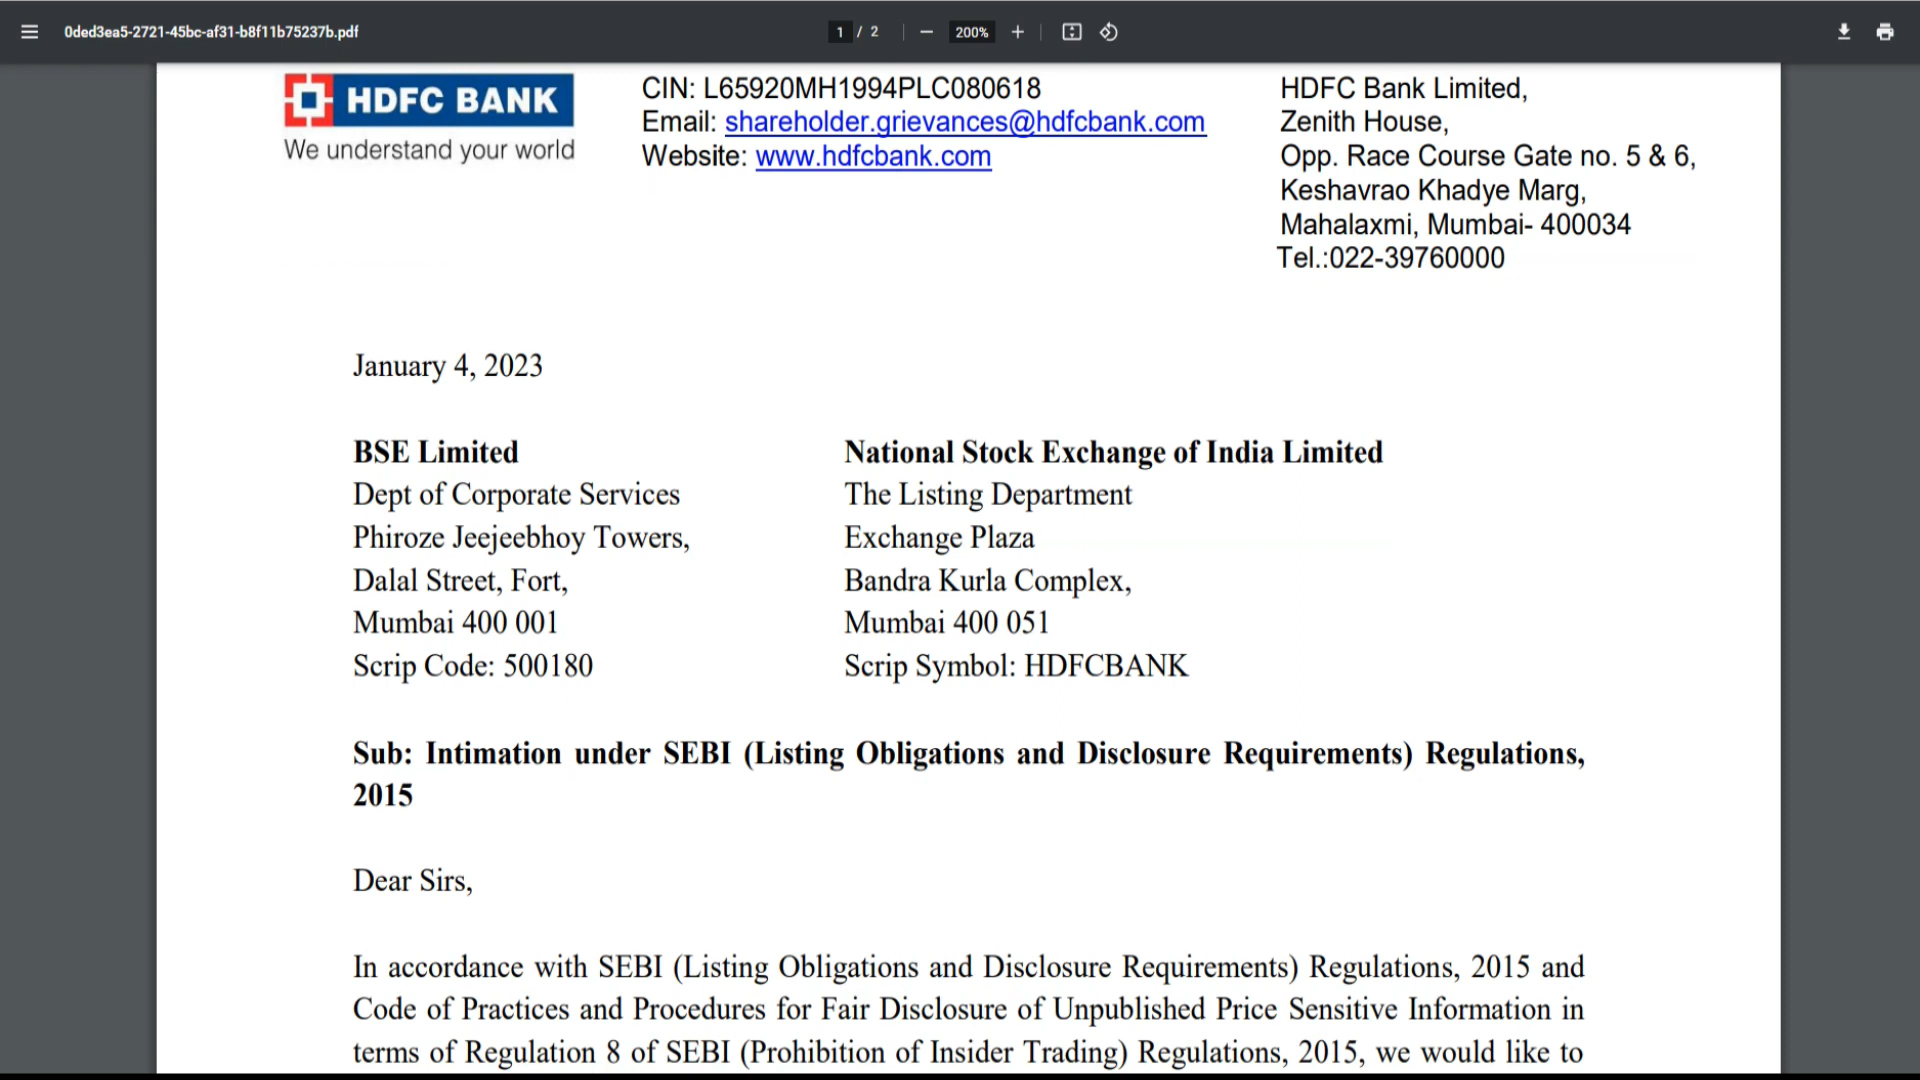 0ded3ea5-2721-45bc-af31-b8f11b75237b.pdf
1 / 2
200%
HDFC BANK
We understand your world
CIN: L65920MH1994PLC080618
Email: shareholder.grievances@hdfcbank.com
Website: www.hdfcbank.com
HDFC Bank Limited,
Zenith House,
Opp. Race Course Gate no. 5 & 6,
Keshavrao Khadye Marg,
Mahalaxmi, Mumbai- 400034
Tel.:022-39760000
January 4, 2023
BSE Limited
Dept of Corporate Services
Phiroze Jeejeebhoy Towers,
Dalal Street, Fort,
Mumbai 400 001
Scrip Code: 500180
National Stock Exchange of India Limited
The Listing Department
Exchange Plaza
Bandra Kurla Complex,
Mumbai 400 051
Scrip Symbol: HDFCBANK
Sub: Intimation under SEBI (Listing Obligations and Disclosure Requirements) Regulations,
2015
Dear Sirs,
In accordance with SEBI (Listing Obligations and Disclosure Requirements) Regulations, 2015 and
Code of Practices and Procedures for Fair Disclosure of Unpublished Price Sensitive Information in
terms of Regulation 8 of SEBI (Prohibition of Insider Trading) Regulations, 2015, we would like to